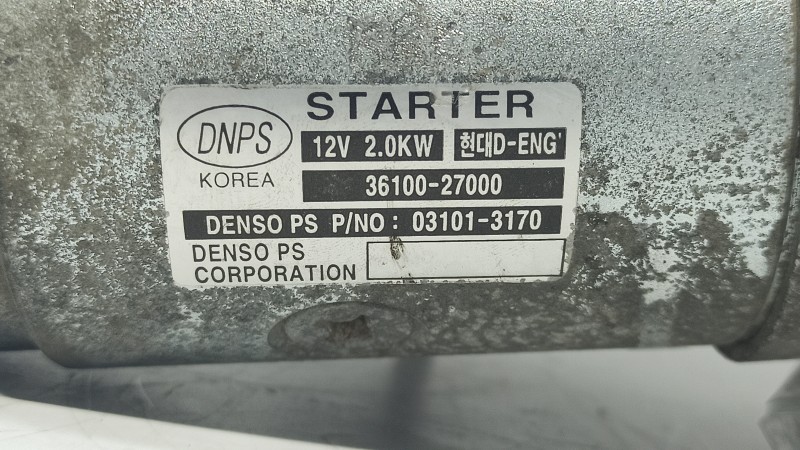 STARTER
DNPS
12V 2.0KW 현대D-ENG'
KOREA
36100-27000
DENSO PS P/NO: 03101-3170
DENSO PS
CORPORATION